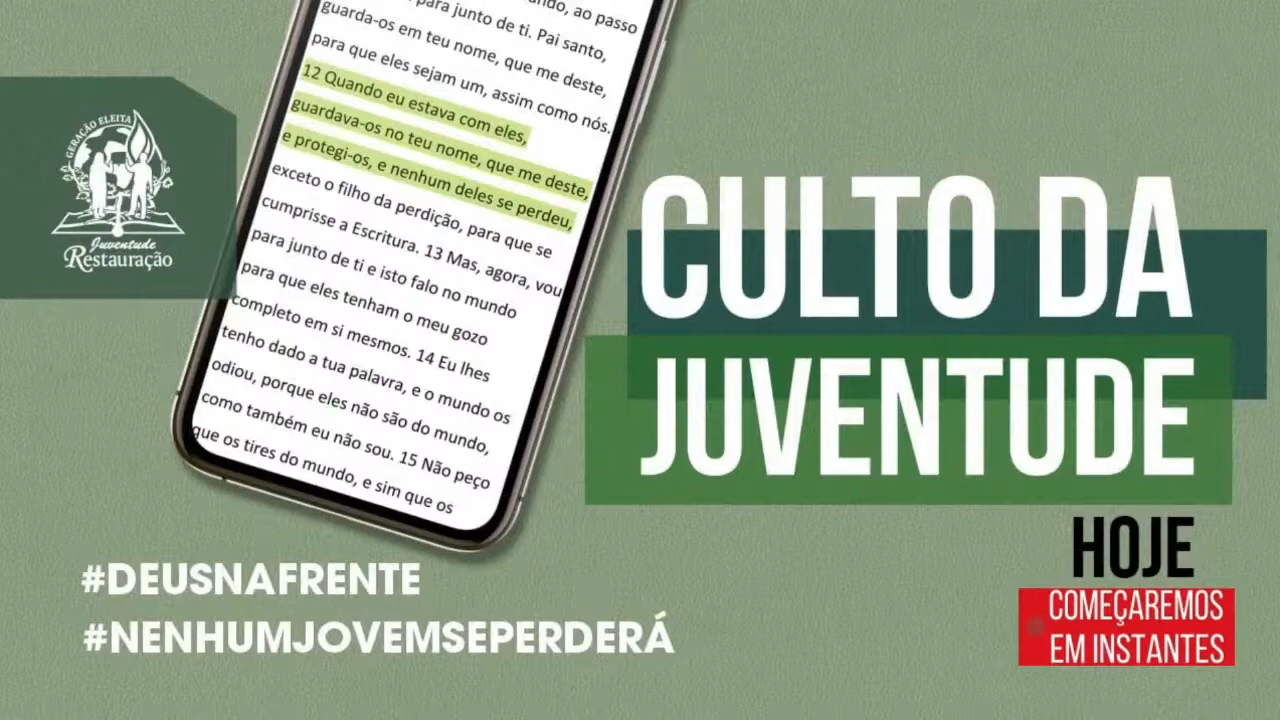 ando, ao passo
para junto de ti. Pai santo,
guarda-os em teu nome, que me deste,
para que eles sejam um, assim como nós.
12 Quando eu estava com eles,
guardava-os no teu nome, que me deste,
e protegi-os, e nenhum deles se perdeu,
exceto o filho da perdição, para que se
cumprisse a Escritura. 13 Mas, agora, vou
para junto de ti e isto falo no mundo
para que eles tenham o meu gozo
completo em si mesmos. 14 Eu lhes
tenho dado a tua palavra, e o mundo os
odiou, porque eles não são do mundo,
como também eu não sou. 15 Não peço
que os tires do mundo, e sim que os
GERAÇÃO ELEITA
Juventude
Restauração
CULTO DA
JUVENTUDE
HOJE
COMEÇAREMOS
EM INSTANTES
#DEUSNAFRENTE
#NENHUMJOVEMSEPERDERÁ